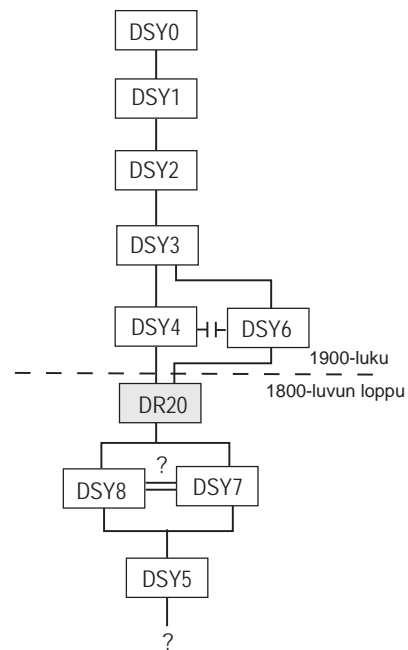 DSY0
DSY1
DSY2
DSY3
DSY4
DSY6
1900-luku
1800-luvun loppu
DR20
?
DSY8
DSY7
DSY5
?